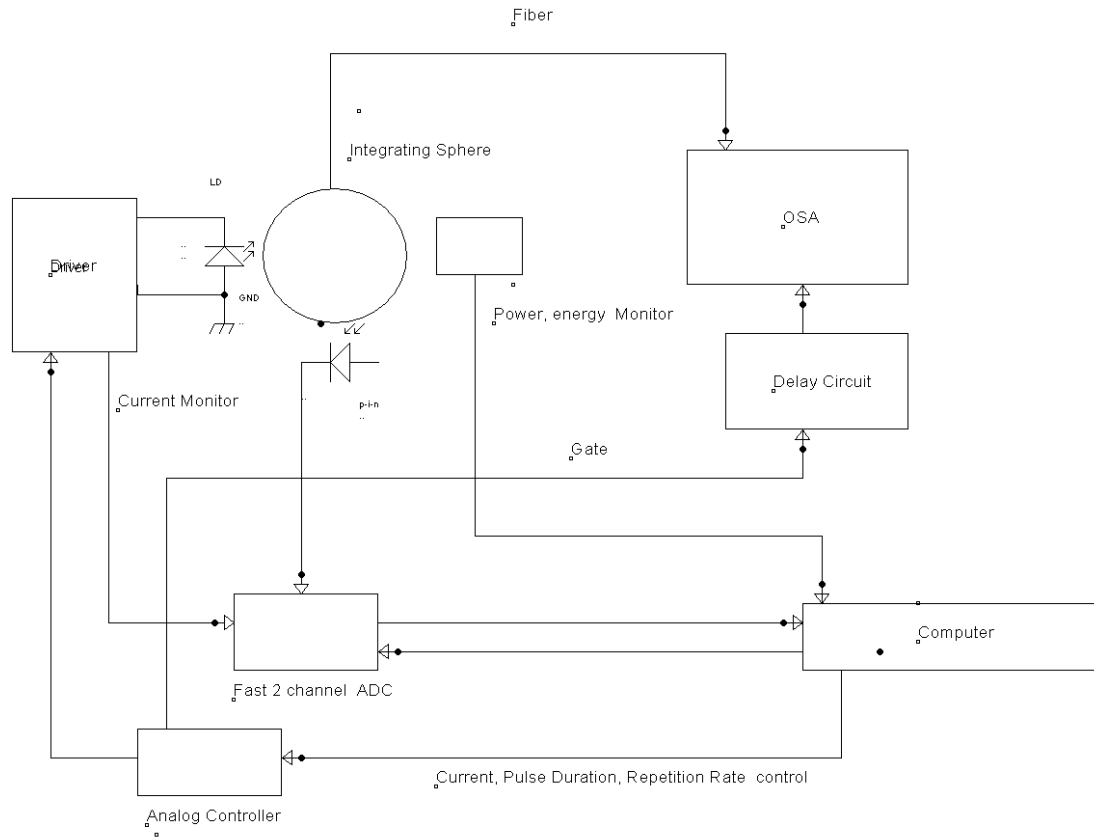 Fiber
Integrating Sphere
LD
OSA
Driver
GND
Power, energy Monitor
Delay Circuit
Current Monitor
p-i-n
Gate
Computer
Fast 2 channel ADC
Current, Pulse Duration, Repetition Rate control
Analog Controller